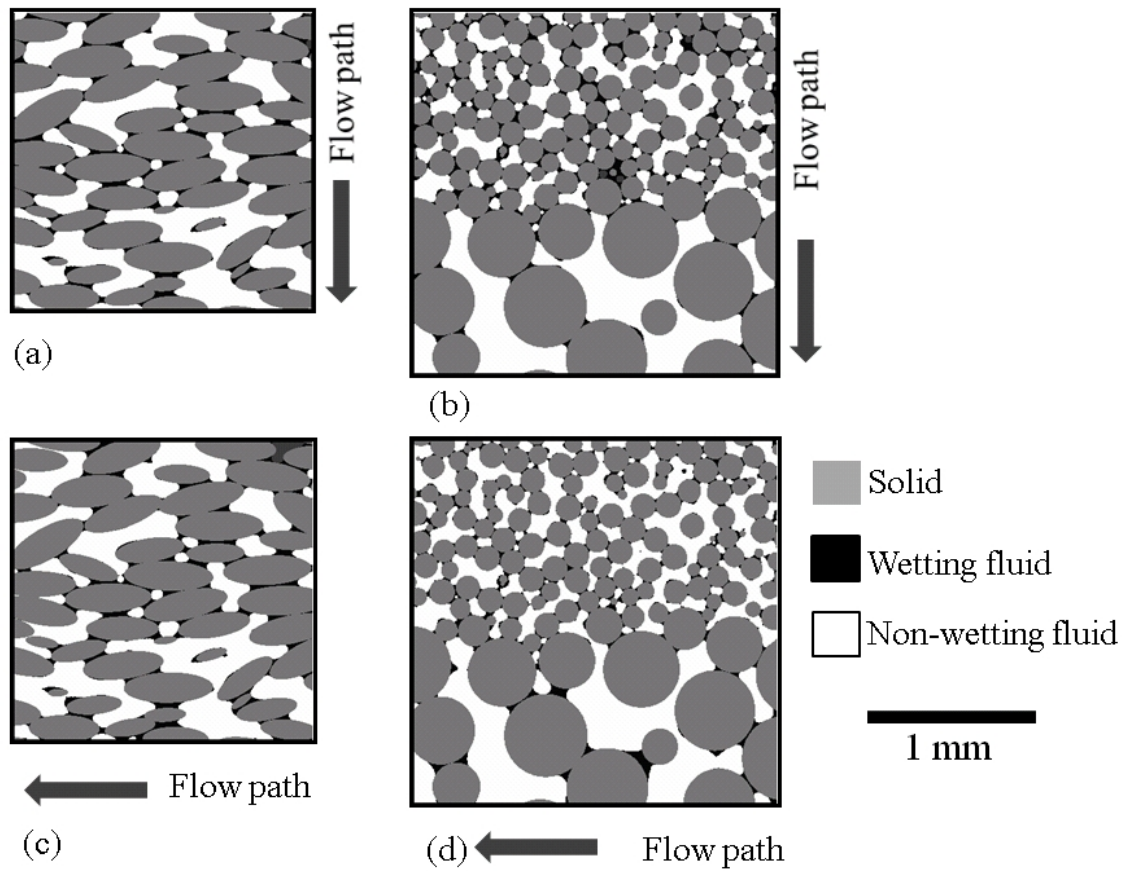 Flow path
Flow path
(a)
(b)
Solid
Wetting fluid
Non-wetting fluid
1 mm
Flow path
(c)
(d)
Flow path